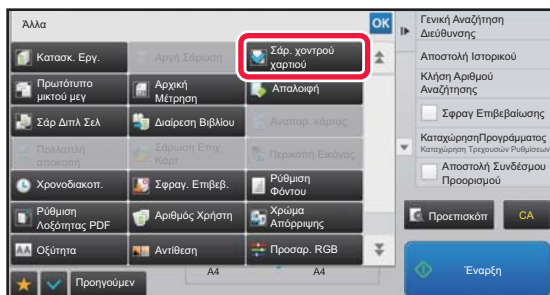 Άλλα
OK
Κατασκ. Εργ.
Αργή Σάρωση
Σάρ. χοντρού
χαρτιού
Πρωτότυπο
μικτού μεγ
Αρχική
Μέτρηση
Απαλοιφή
Σάρ Διπλ Σελ
Διαίρεση Βιβλίου
Αναπαρ. κάρτας
Πολλαπλή
αποκοπή
Σάρωση Επιχ.
Κάρτ
Περικοπή Εικόνας
Χρονοδιακοπ.
Σφραγ. Επιβεβ.
Ρύθμιση
Φόντου
Ρύθμιση
Λοξότητας PDF
Αριθμός Χρήστη
Χρώμα
Απόρριψης
Οξύτητα
Αντίθεση
Προσαρ. RGB
Προηγούμεν
A4
A4
Γενική Αναζήτηση
Διεύθυνσης
Αποστολή Ιστορικού
Κλήση Αριθμού
Αναζήτησης
Σφραγ Επιβεβαίωσης
ΚαταχώρησηΠρογράμματος
Καταχώρηση Τρεχουσών Ρυθμίσεων
Αποστολή Συνδέσμου
Προορισμού
Προεπισκόπ
CA
Έναρξη